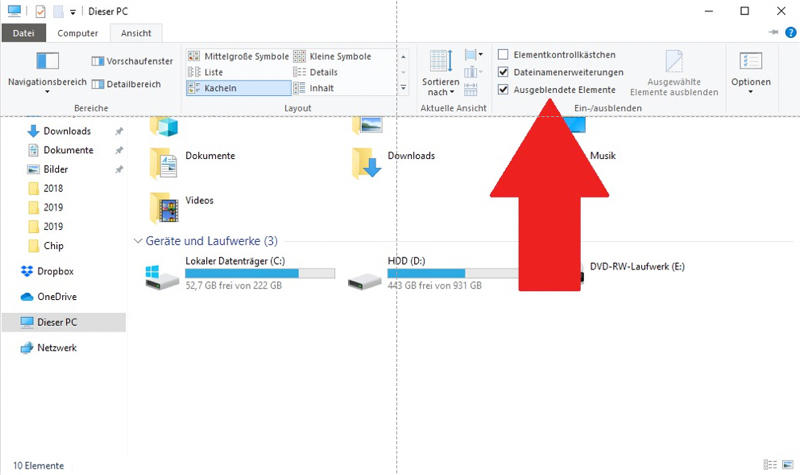 Dieser PC
Datei Computer Ansicht
Navigationsbereich
Vorschaufenster
Detailbereich
Bereiche
Mittelgroße Symbole Kleine Symbole
Liste Details
Kacheln Inhalt
Layout
Sortieren
nach
Aktuelle Ansicht
Elementkontrollkästchen
Dateinamenerweiterungen
Ausgeblendete Elemente
Ausgewählte
Elemente ausblenden
Ein-/ausblenden
Optionen
Downloads
Dokumente
Bilder
2018
2019
2019
Chip
Dropbox
OneDrive
Dieser PC
Netzwerk
Dokumente Downloads Musik
Videos
Geräte und Laufwerke (3)
Lokaler Datenträger (C:)
52,7 GB frei von 222 GB
HDD (D:)
443 GB frei von 931 GB
DVD-RW-Laufwerk (E:)
10 Elemente